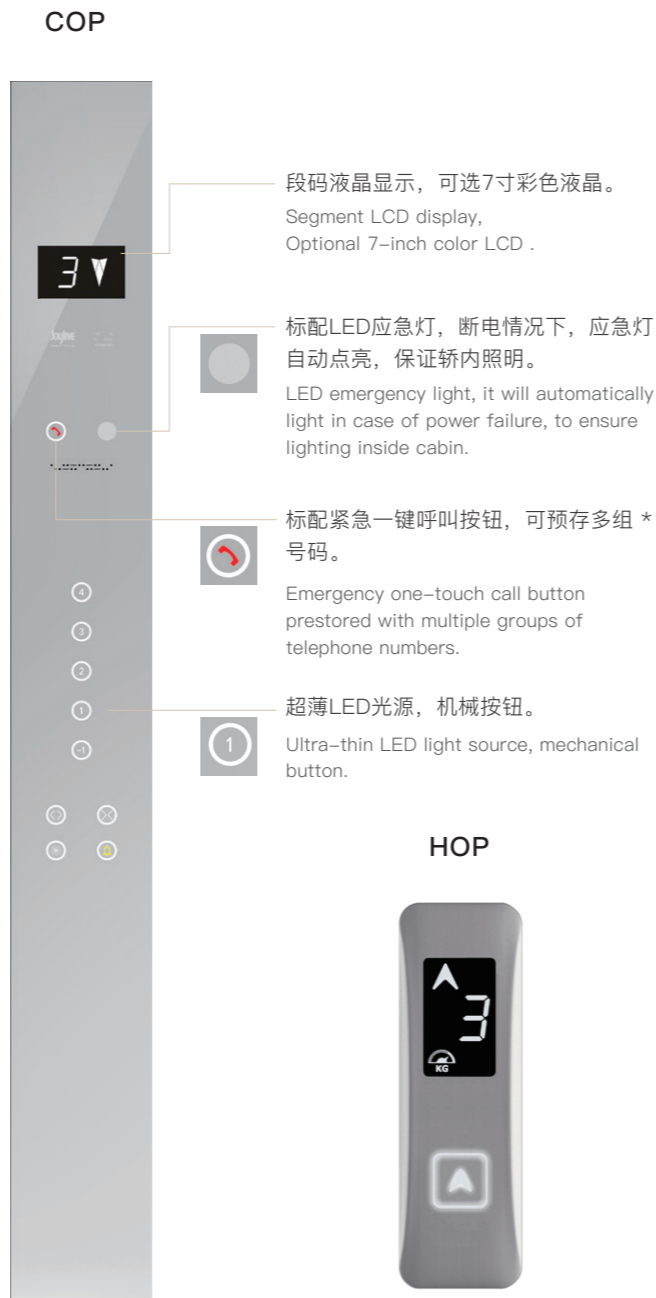 COP
段码液晶显示，可选7寸彩色液晶。
Segment LCD display,
Optional 7-inch color LCD .
3
标配LED应急灯，断电情况下，应急灯
自动点亮，保证轿内照明。
LED emergency light, it will automatically
light in case of power failure, to ensure
lighting inside cabin.
标配紧急一键呼叫按钮，可预存多组 *
号码。
Emergency one-touch call button
prestored with multiple groups of
telephone numbers.
4
3
2
1
-1
超薄LED光源，机械按钮。
1
Ultra-thin LED light source, mechanical
button.
HOP
3
KG